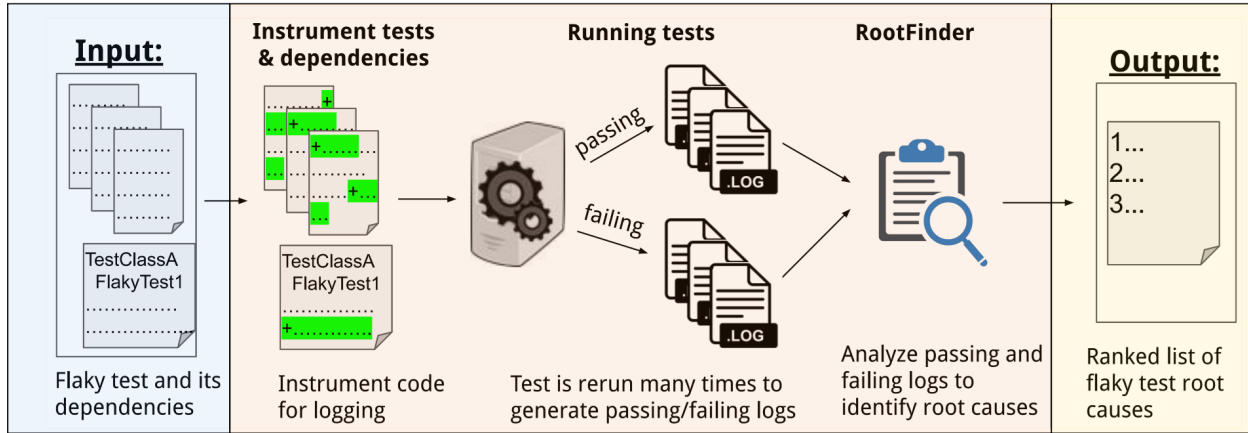 Input:
TestClassA
FlakyTest1
Flaky test and its
dependencies
Instrument tests
& dependencies
+
... +
+
+...
...
TestClassA
FlakyTest1
+
Instrument code
for logging
Running tests
passing
.LOG
failing
.LOG
Test is rerun many times to
generate passing/failing logs
RootFinder
Analyze passing and
failing logs to
identify root causes
Output:
1...
2...
3...
Ranked list of
flaky test root
causes